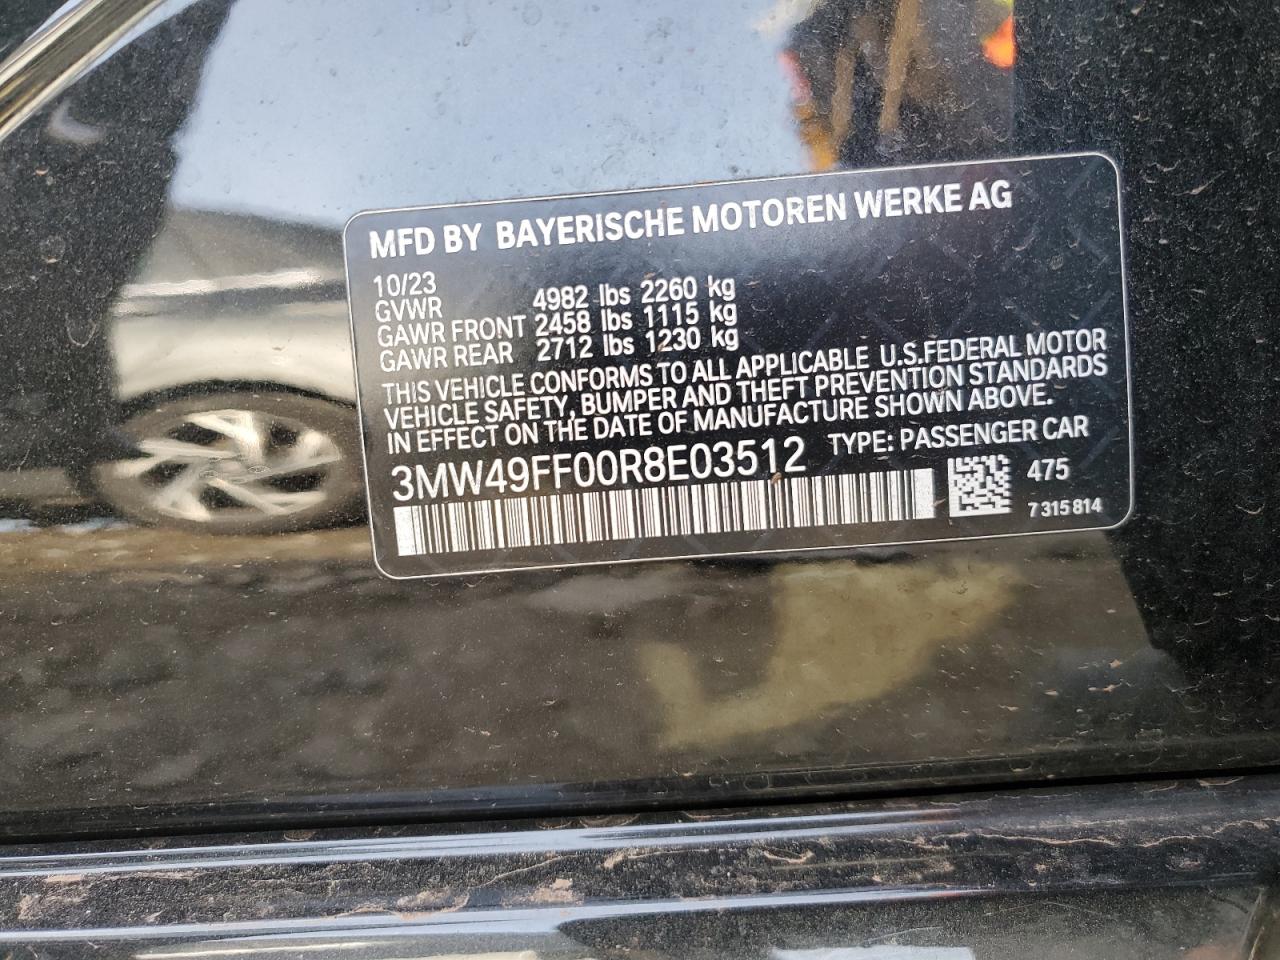 MFD BY BAYERISCHE MOTOREN WERKE AG
10/23
GVWR 4982 lbs 2260 kg
GAWR FRONT 2458 lbs 1115 kg
GAWR REAR 2712 lbs 1230 kg
THIS VEHICLE CONFORMS TO ALL APPLICABLE U.S.FEDERAL MOTOR
VEHICLE SAFETY, BUMPER AND THEFT PREVENTION STANDARDS
IN EFFECT ON THE DATE OF MANUFACTURE SHOWN ABOVE.
3MW49FF00R8E03512 TYPE: PASSENGER CAR
475
7 315 814